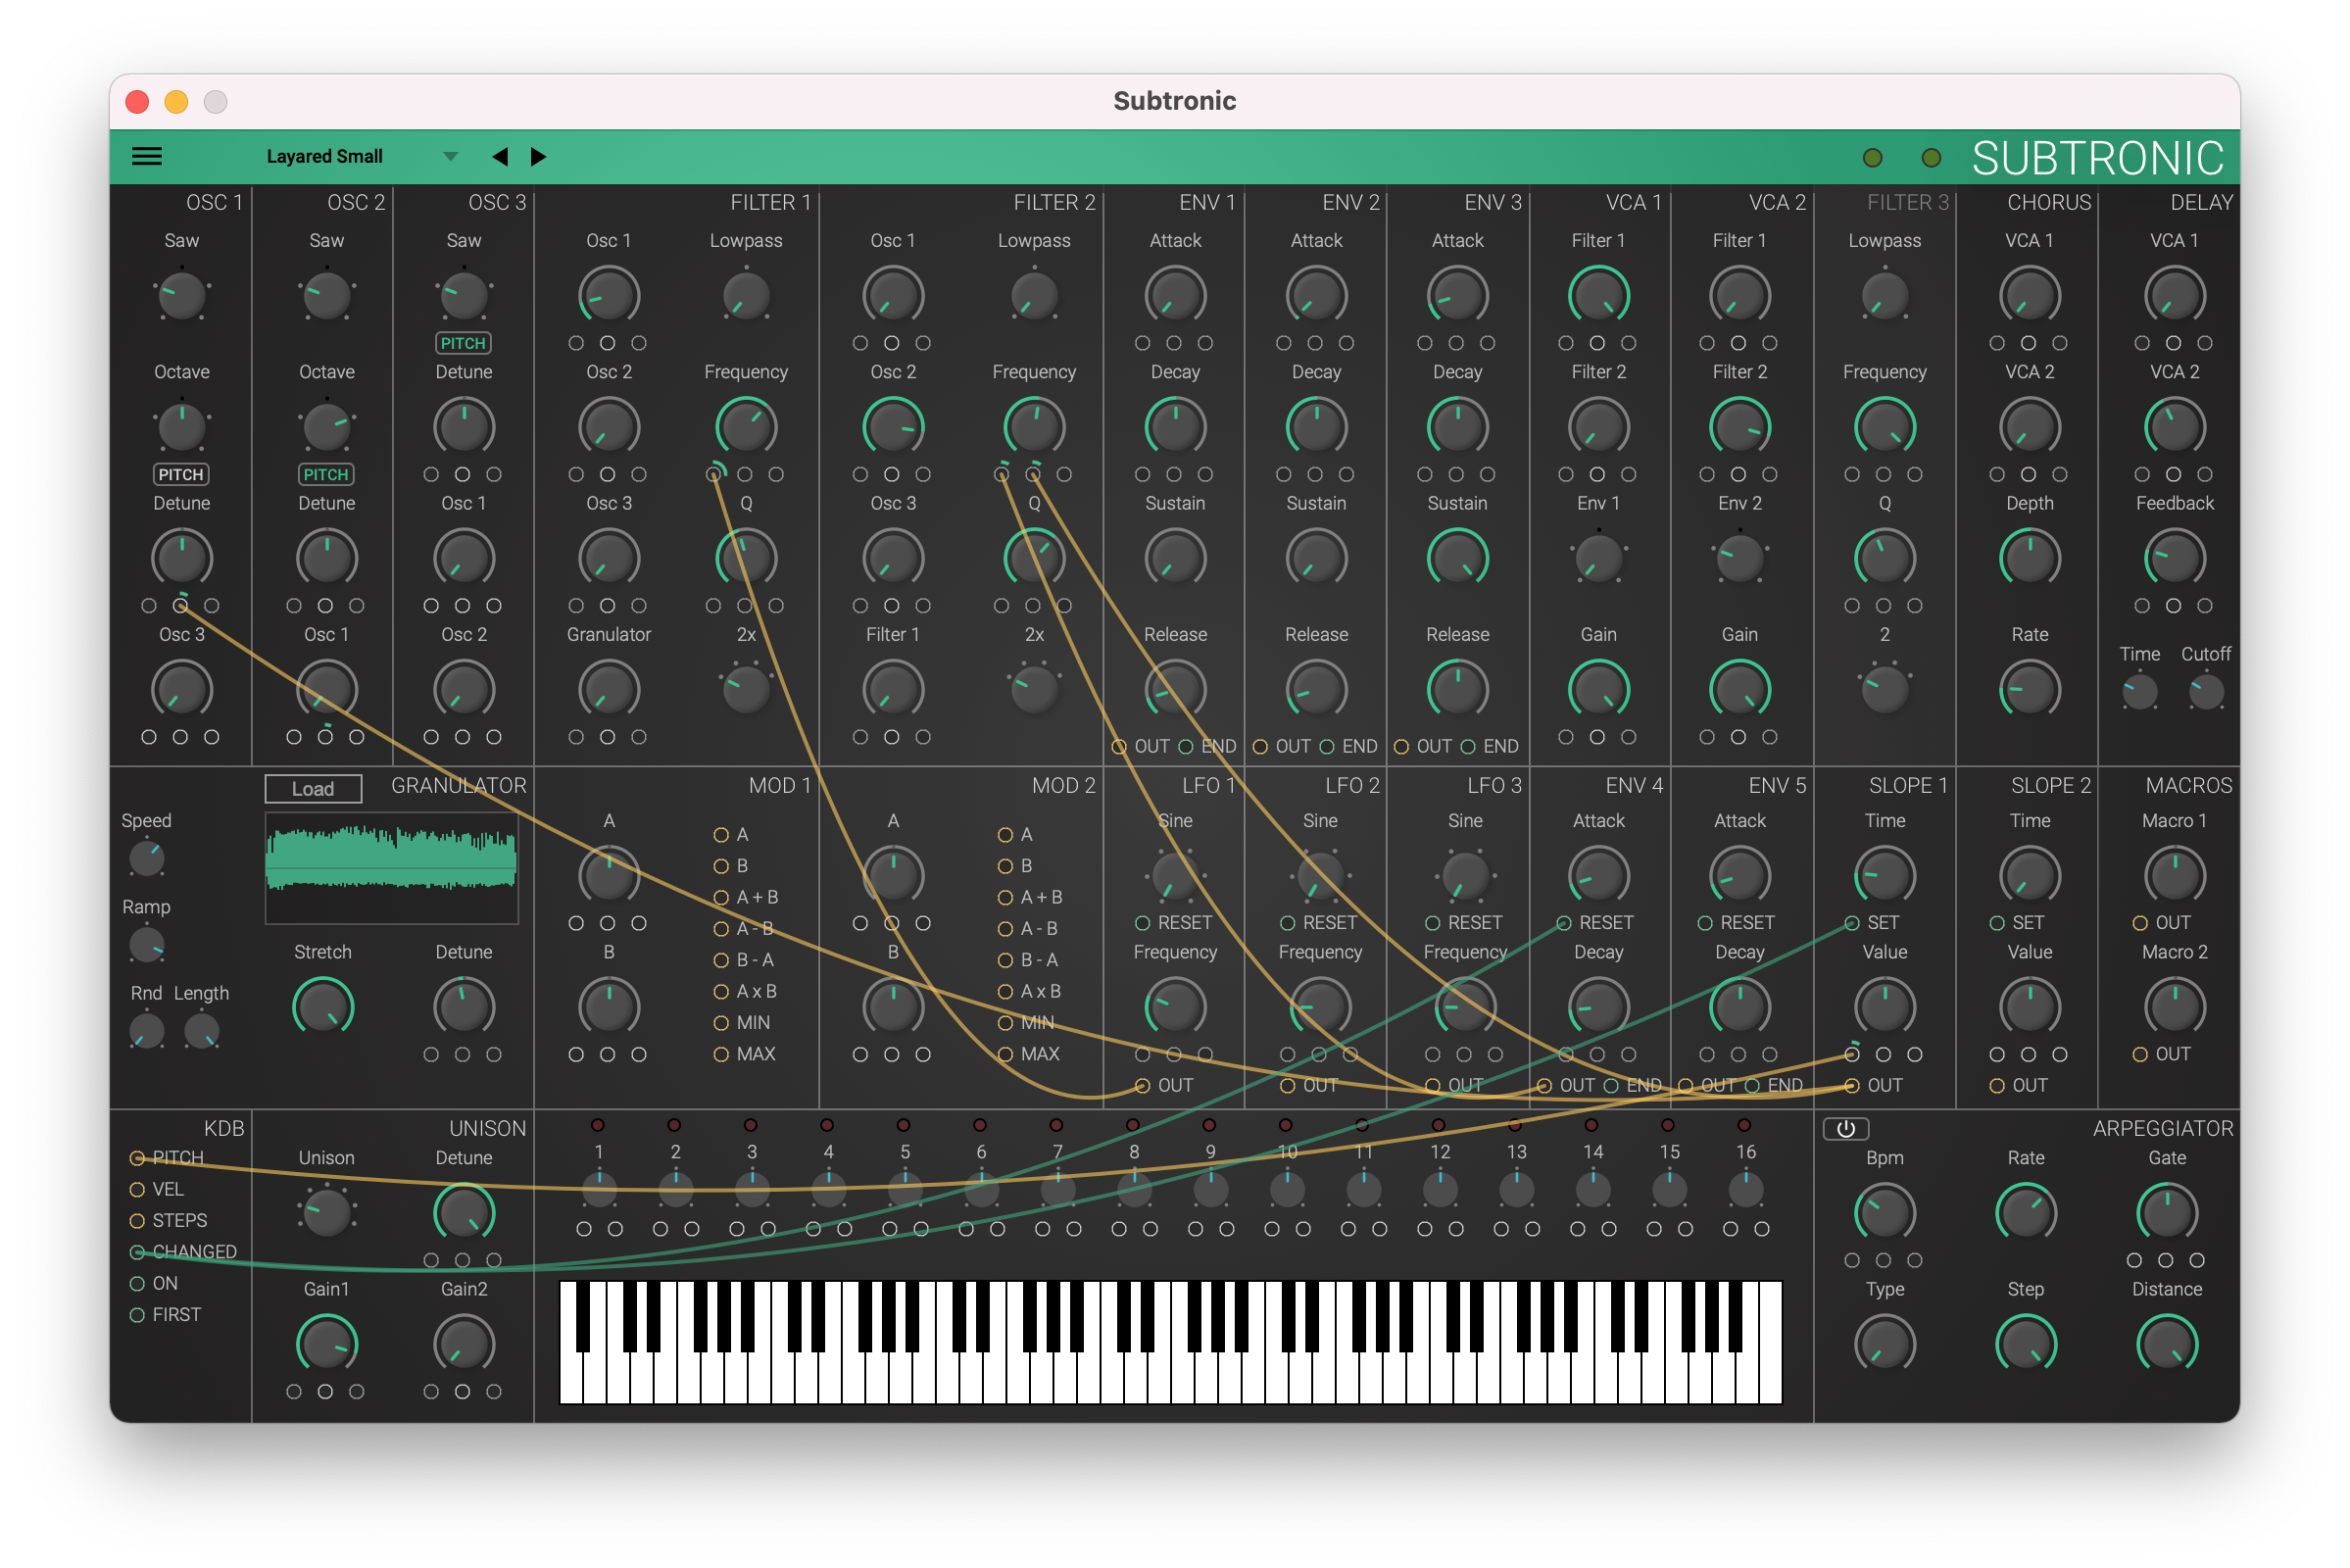 Subtronic
Layared Small
SUBTRONIC
OSC 1 OSC 2 OSC 3 FILTER 1 FILTER 2 ENV 1 ENV 2 ENV 3 VCA 1 VCA 2 FILTER 3 CHORUS DELAY
Saw Saw Saw Osc 1 Lowpass Osc 1 Lowpass Attack Attack Attack Filter 1 Filter 1 Lowpass VCA 1 VCA 1
PITCH
Octave Octave Detune Osc 2 Frequency Osc 2 Frequency Decay Decay Decay Filter 2 Filter 2 Frequency VCA 2 VCA 2
PITCH PITCH
Detune Detune Osc 1 Osc 3 Q Osc 3 Q Sustain Sustain Sustain Env 1 Env 2 Q Depth Feedback
Osc 3 Osc 1 Osc 2 Granulator 2x Filter 1 2x Release Release Release Gain Gain 2 Rate
Time Cutoff
OUT END OUT END OUT END
Load GRANULATOR MOD 1 MOD 2 LFO 1 LFO 2 LFO 3 ENV 4 ENV 5 SLOPE 1 SLOPE 2 MACROS
Speed A A Sine Sine Sine Attack Attack Time Time Macro 1
A A
B B
Ramp A + B A + B
A - B A - B RESET RESET RESET RESET RESET SET SET OUT
Stretch Detune B B Frequency Frequency Frequency Decay Decay Value Value Macro 2
B - A B - A
Rnd Length A x B A x B
MIN MIN
MAX MAX OUT
OUT OUT OUT OUT END OUT END OUT OUT
KDB UNISON ARPEGGIATOR
PITCH Unison Detune 1 2 3 4 5 6 7 8 9 10 11 12 13 14 15 16 Bpm Rate Gate
VEL
STEPS
CHANGED
ON Gain1 Gain2 Type Step Distance
FIRST